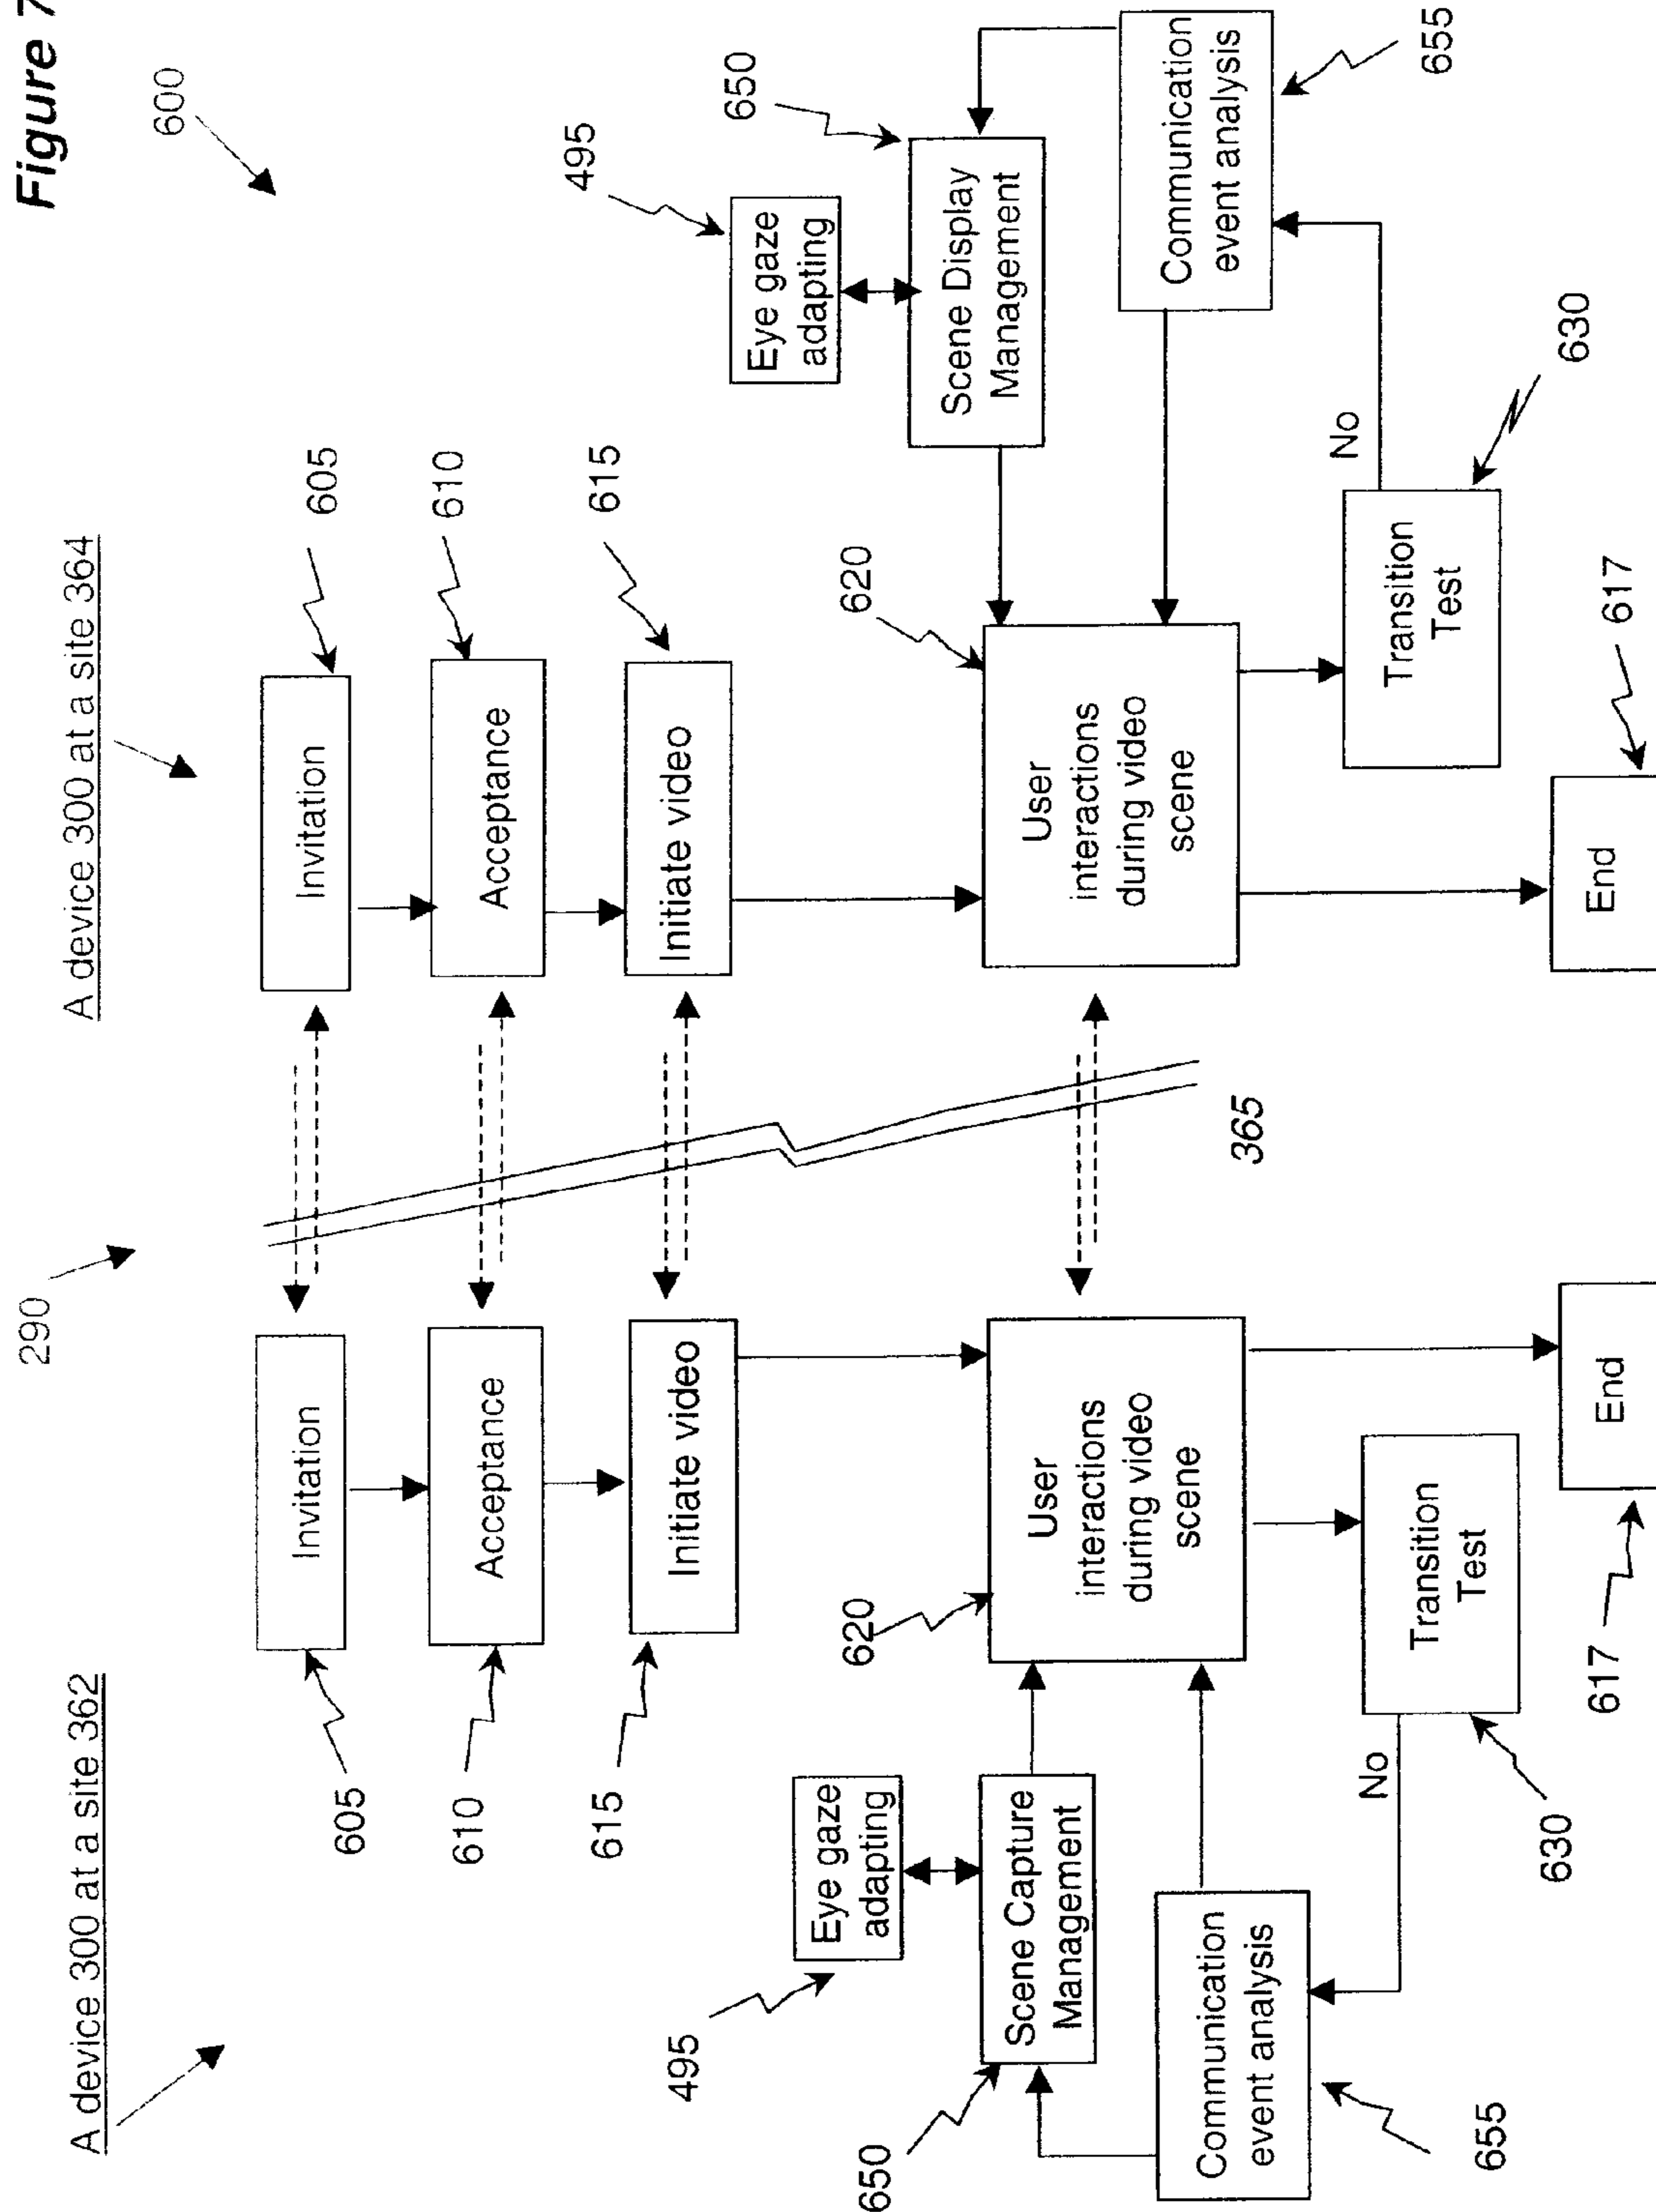 Figure 7
600
290
A device 300 at a site 362
A device 300 at a site 364
Invitation
605
Acceptance
610
Initiate video
615
User
interactions
during video
scene
620
Eye gaze
adapting
495
Scene Capture
Management
650
Communication
event analysis
655
Transition
Test
630
No
End
617
365
Invitation
605
Acceptance
610
Initiate video
615
User
interactions
during video
scene
620
Eye gaze
adapting
495
Scene Display
Management
650
Communication
event analysis
655
Transition
Test
630
No
End
617